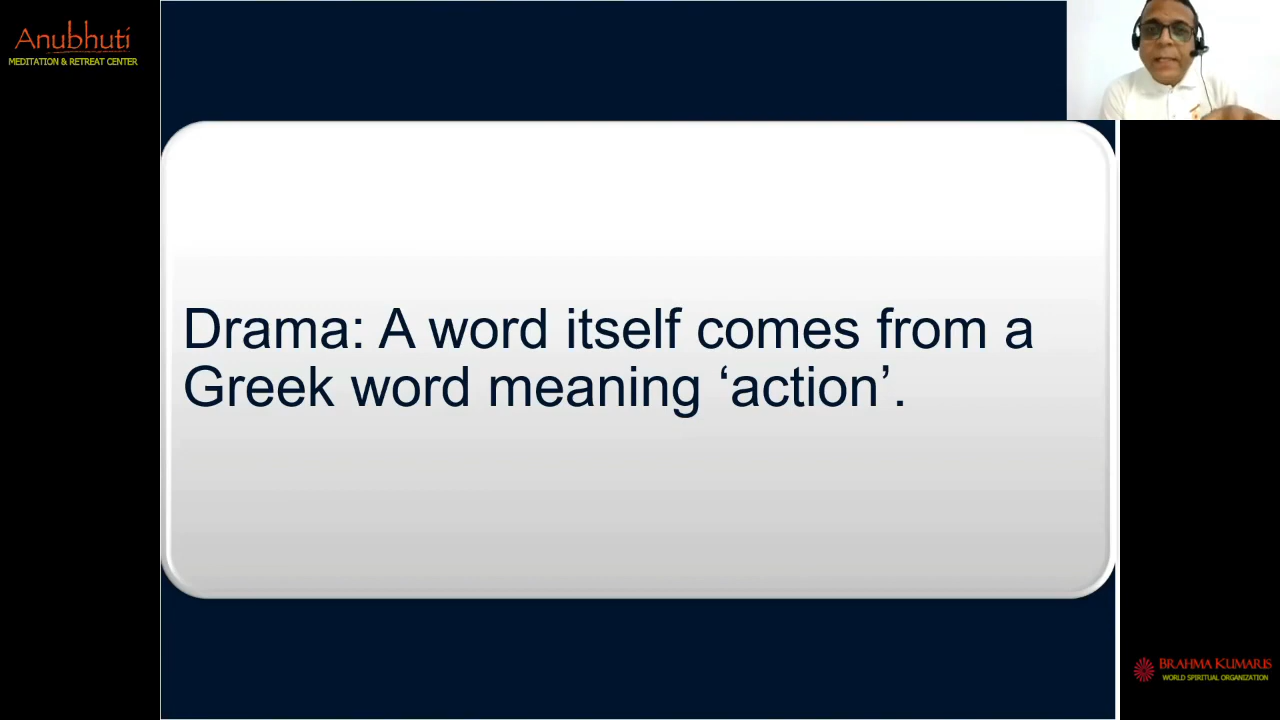 Anubhuti
MEDITATION & RETREAT CENTER
Drama: A word itself comes from a
Greek word meaning ‘action’.
BRAHMA KUMARIS
WORLD SPIRITUAL ORGANIZATION